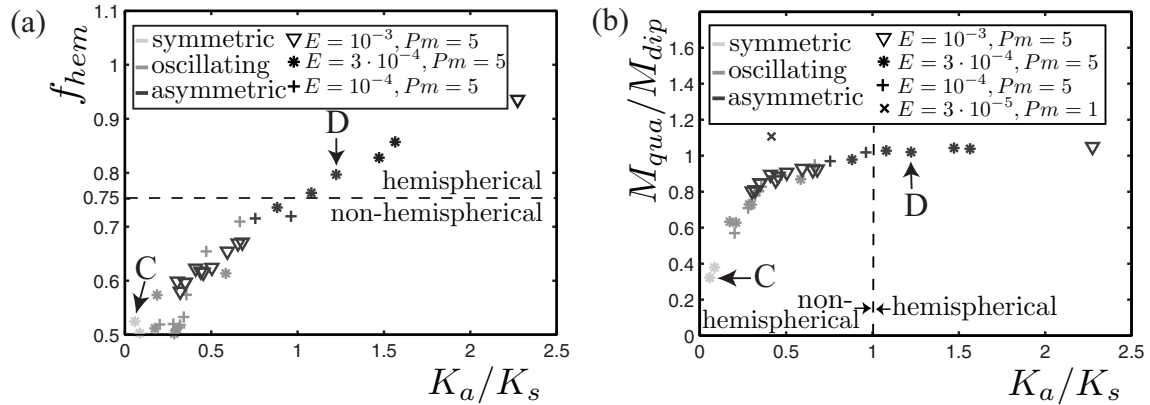 (a)
1.1
1
0.9
0.8
0.75
0.7
0.6
0.5
f_hem
symmetric
oscillating
asymmetric
E = 10⁻³, Pm = 5
E = 3 · 10⁻⁴, Pm = 5
E = 10⁻⁴, Pm = 5
D
hemispherical
non-hemispherical
C
0 0.5 1 1.5 2 2.5
K_a/K_s
(b)
1.6
1.4
1.2
1.0
0.8
0.6
0.4
0.2
0
M_qua/M_dip
symmetric
oscillating
asymmetric
E = 10⁻³, Pm = 5
E = 3 · 10⁻⁴, Pm = 5
E = 10⁻⁴, Pm = 5
E = 3 · 10⁻⁵, Pm = 1
D
C
non-
hemispherical
hemispherical
0 0.5 1 1.5 2 2.5
K_a/K_s